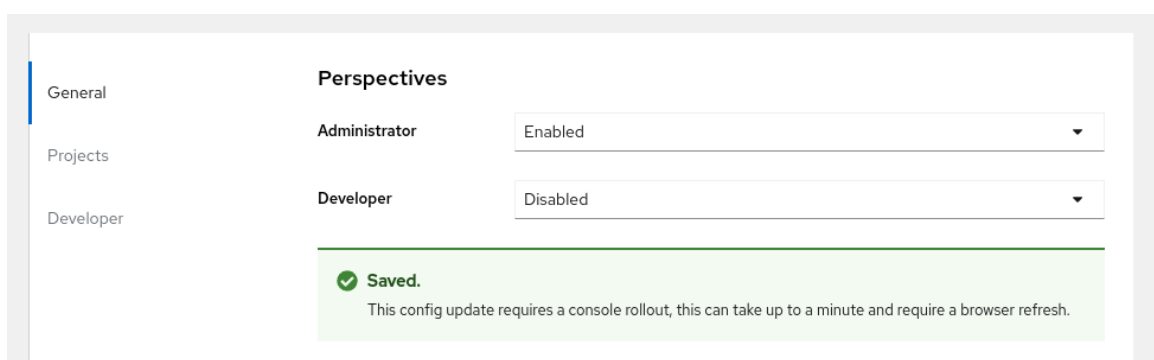 General
Projects
Developer
Perspectives
Administrator
Enabled
Developer
Disabled
Saved.
This config update requires a console rollout, this can take up to a minute and require a browser refresh.